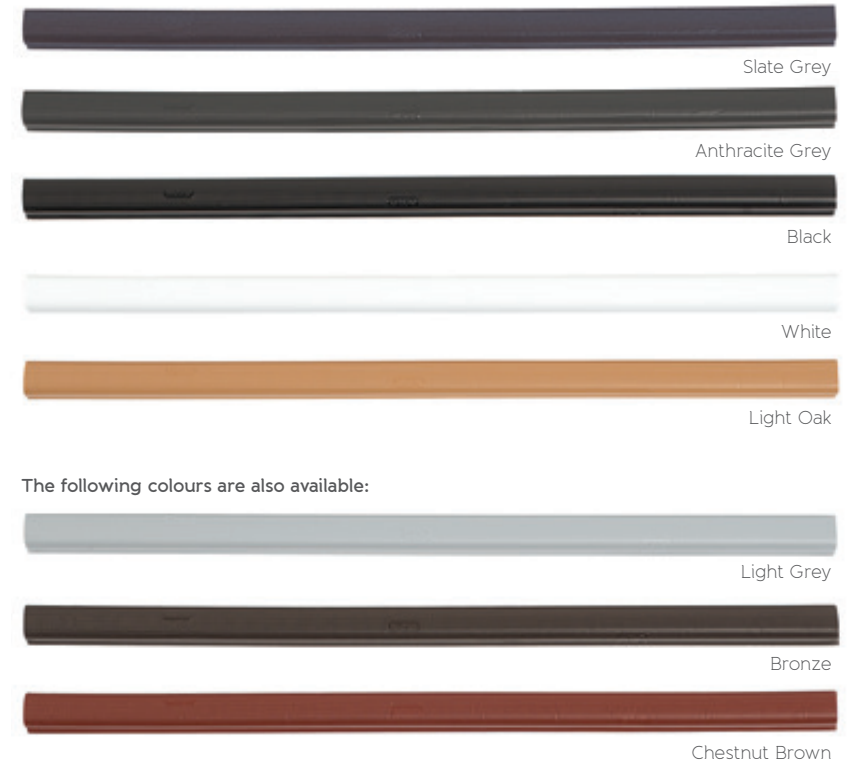 Slate Grey
Anthracite Grey
Black
White
Light Oak
The following colours are also available:
Light Grey
Bronze
Chestnut Brown